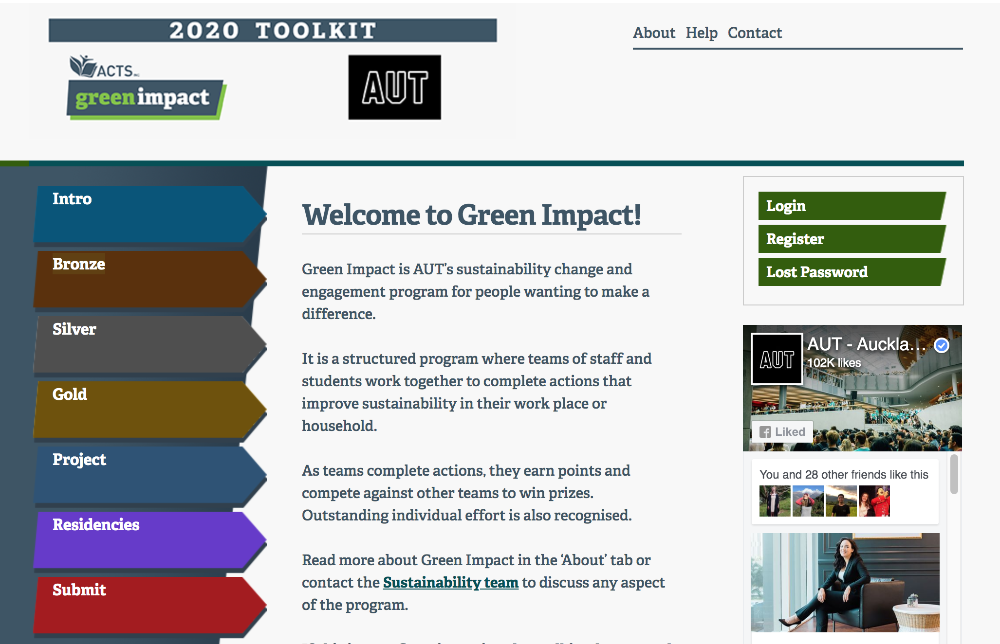 2020 TOOLKIT
About Help Contact
ACTS INC
greenimpact
AUT
Intro
Bronze
Silver
Gold
Project
Residencies
Submit
Welcome to Green Impact!
Green Impact is AUT’s sustainability change and
engagement program for people wanting to make a
difference.
It is a structured program where teams of staff and
students work together to complete actions that
improve sustainability in their work place or
household.
As teams complete actions, they earn points and
compete against other teams to win prizes.
Outstanding individual effort is also recognised.
Read more about Green Impact in the ‘About’ tab or
contact the Sustainability team to discuss any aspect
of the program.
Login
Register
Lost Password
AUT
AUT - Auckla...
102K likes
Liked
You and 28 other friends like this